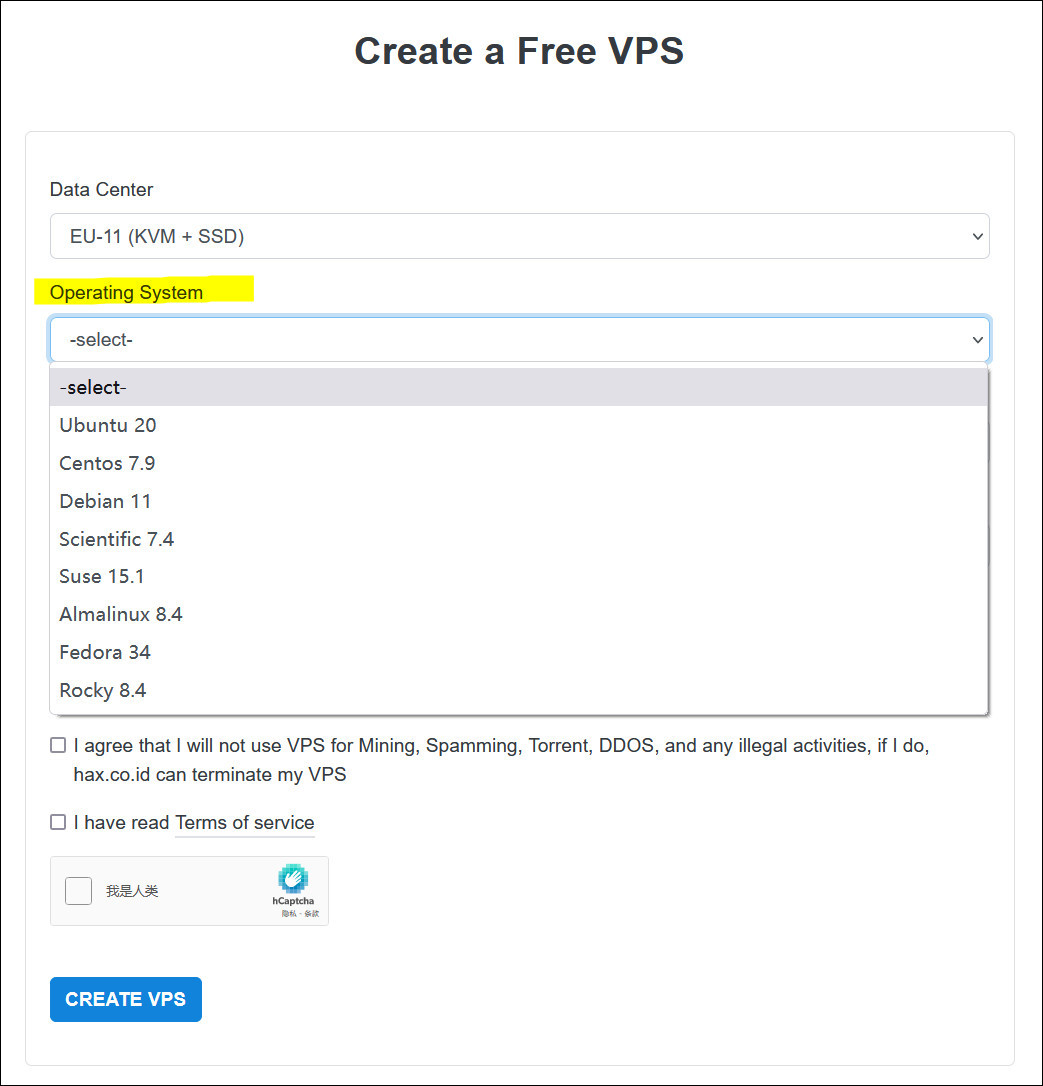 Create a Free VPS
Data Center
EU-11 (KVM + SSD)
Operating System
-select-
-select-
Ubuntu 20
Centos 7.9
Debian 11
Scientific 7.4
Suse 15.1
Almalinux 8.4
Fedora 34
Rocky 8.4
I agree that I will not use VPS for Mining, Spamming, Torrent, DDOS, and any illegal activities, if I do,
hax.co.id can terminate my VPS
I have read Terms of service
我是人类
hCaptcha
隐私 - 条款
CREATE VPS